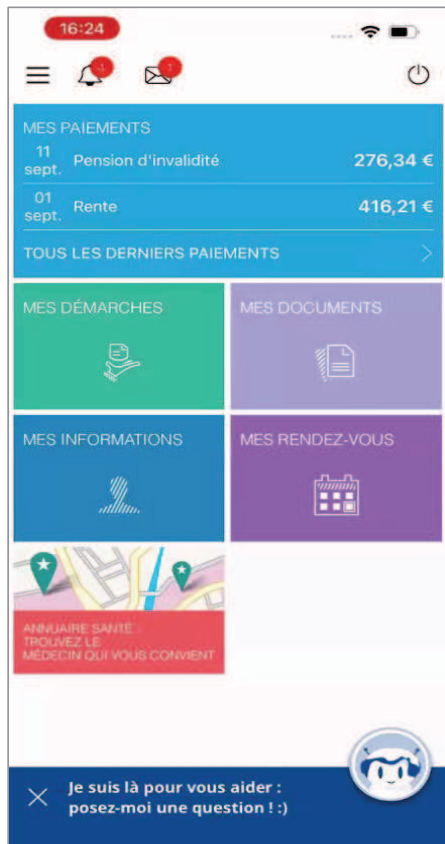 16:24
MES PAIEMENTS
11 sept. Pension d'invalidité 276,34 €
01 sept. Rente 416,21 €
TOUS LES DERNIERS PAIEMENTS
MES DÉMARCHES
MES DOCUMENTS
MES INFORMATIONS
MES RENDEZ-VOUS
ANNUAIRE SANTÉ :
TROUVEZ LE
MÉDECIN QUI VOUS CONVIENT
Je suis là pour vous aider :
posez-moi une question ! :)